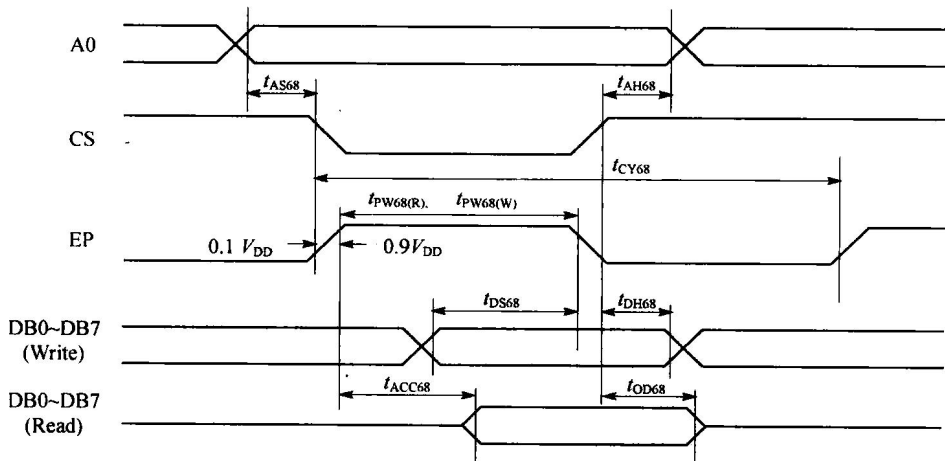 A0
tAS68
tAH68
CS
tCY68
tPW68(R). tPW68(W)
EP
0.1 VDD
0.9VDD
tDS68
tDH68
DB0~DB7
(Write)
tACC68
tOD68
DB0~DB7
(Read)